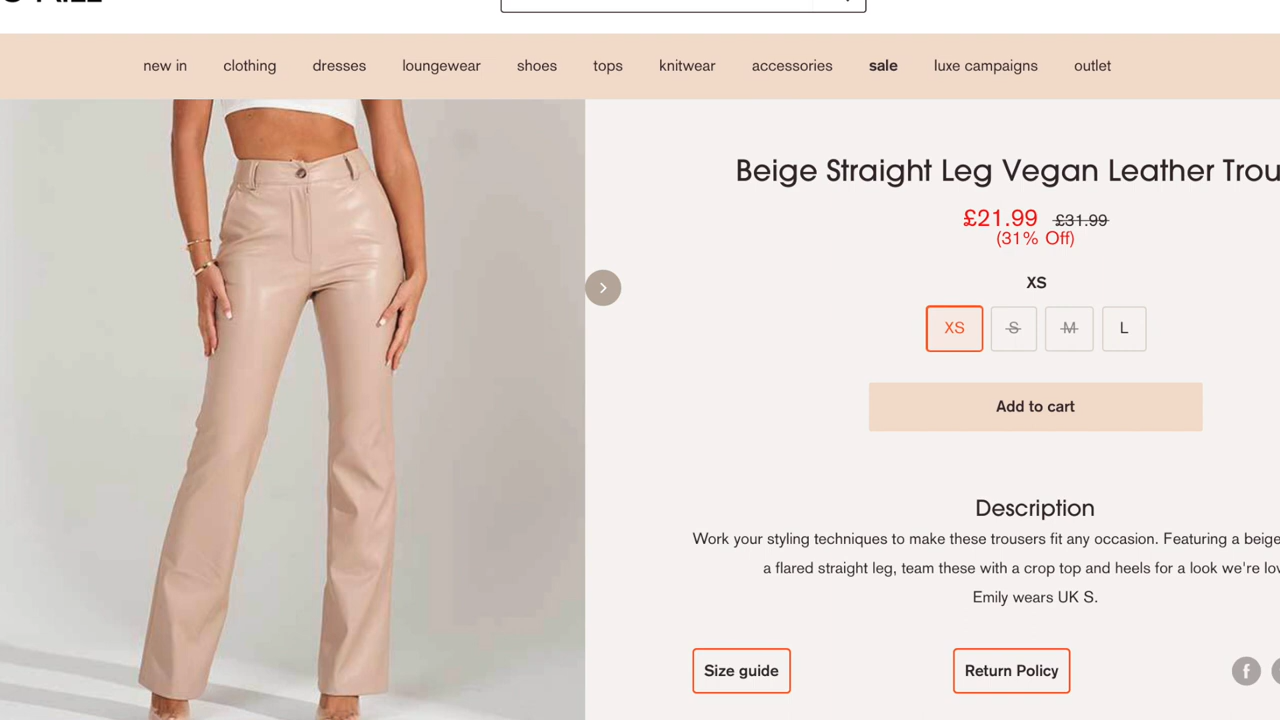 new in clothing dresses loungewear shoes tops knitwear accessories sale luxe campaigns outlet
Beige Straight Leg Vegan Leather
£21.99 £31.99
(31% Off)
XS
XS S M L
Add to cart
Description
Work your styling techniques to make these trousers fit any occasion. Featuring a beige
a flared straight leg, team these with a crop top and heels for a look we're
Emily wears UK S.
Size guide Return Policy